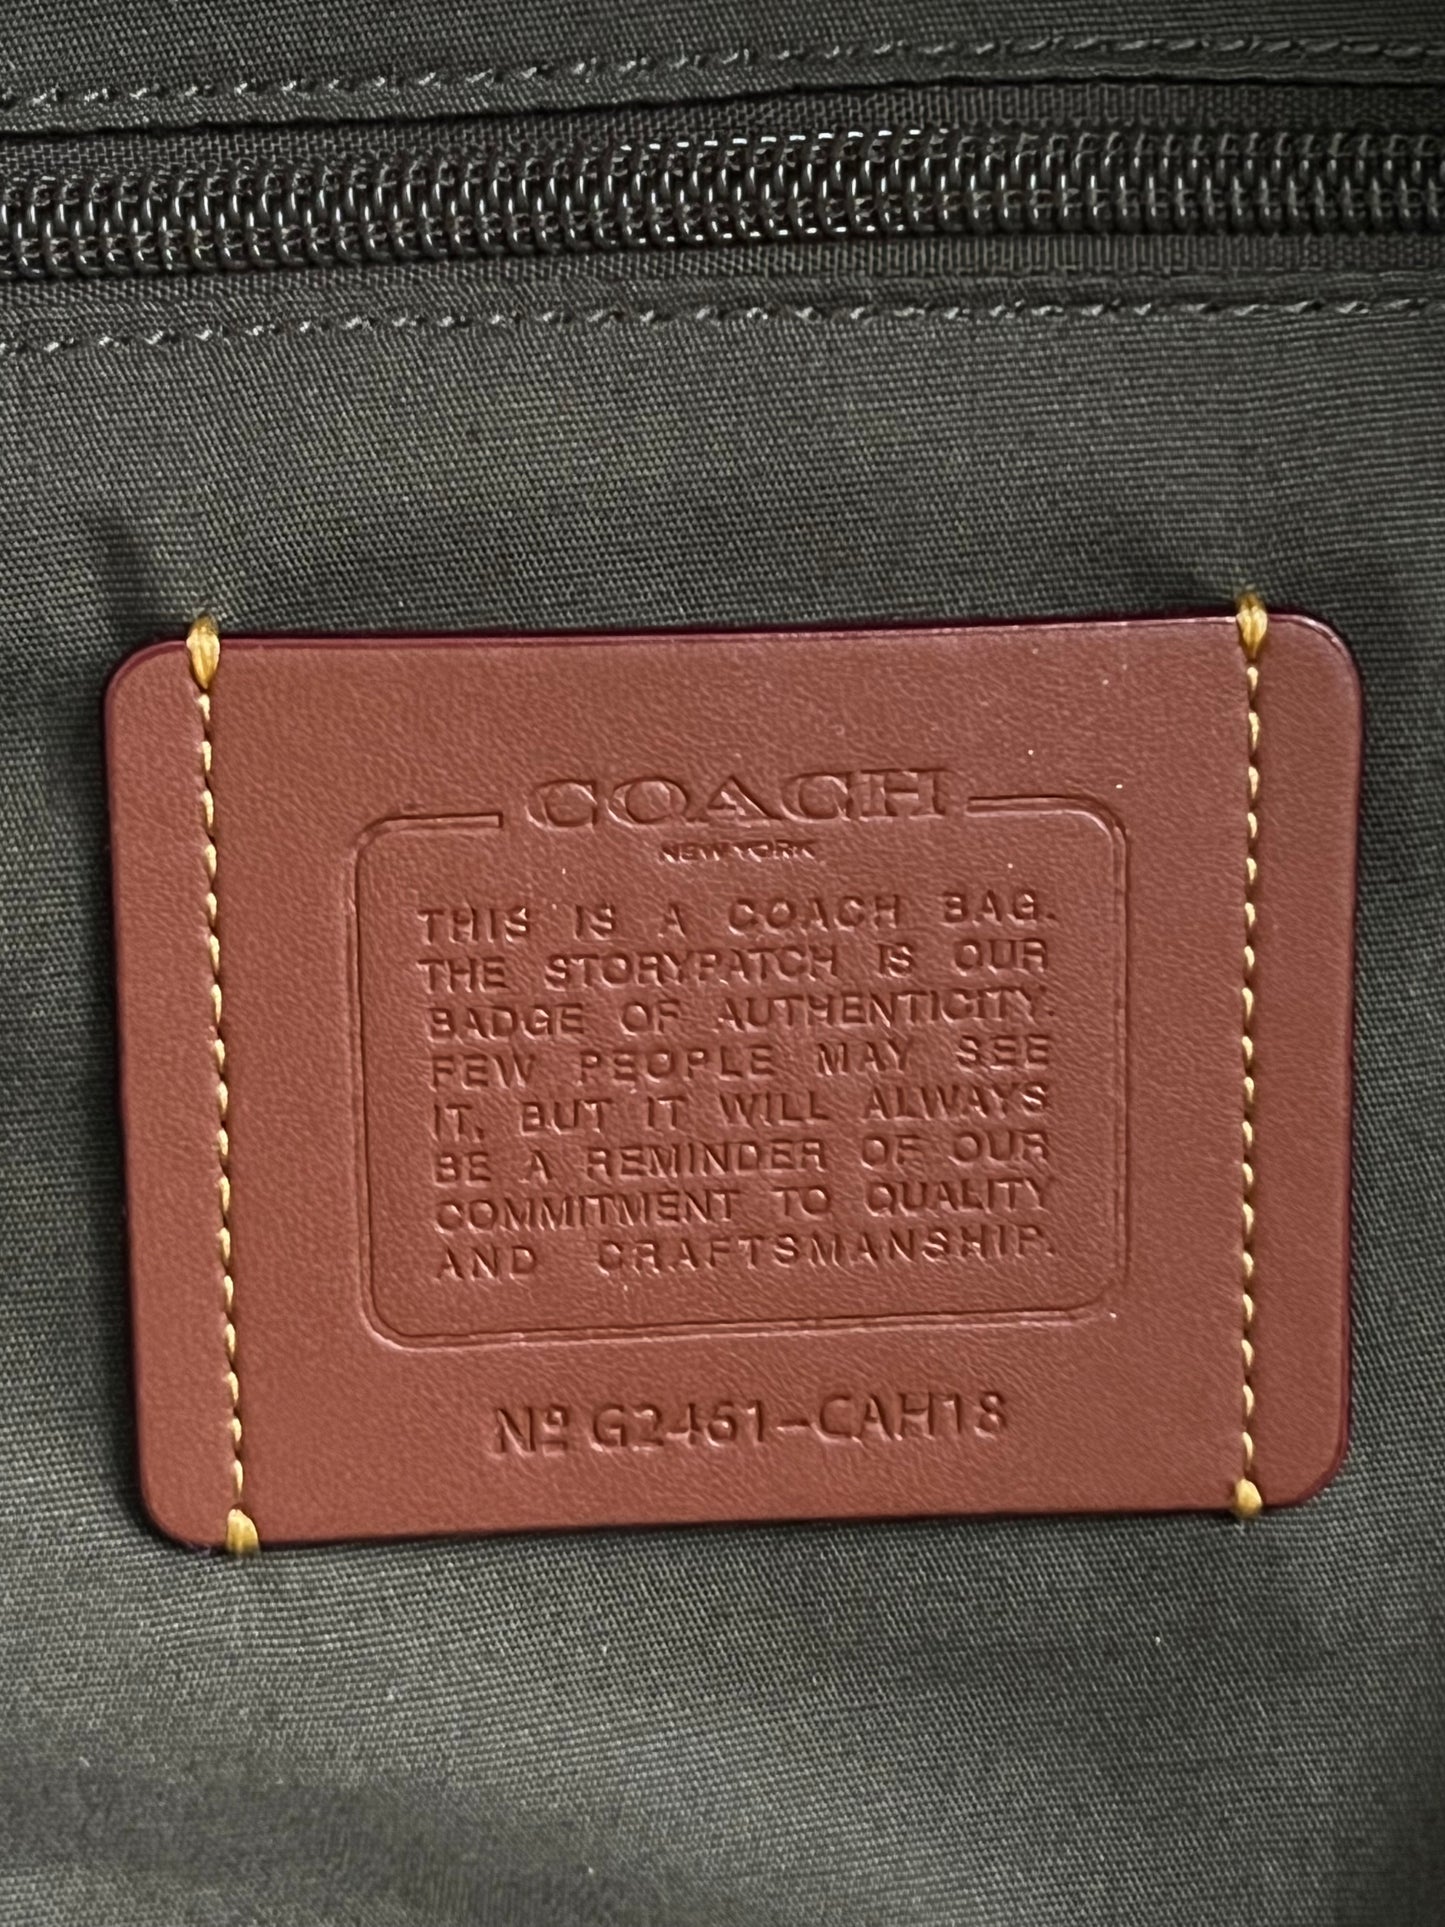 COACH
NEW YORK
THIS IS A COACH BAG.
THE STORYPATCH IS OUR
BADGE OF AUTHENTICITY.
FEW PEOPLE MAY SEE
IT, BUT IT WILL ALWAYS
BE A REMINDER OF OUR
COMMITMENT TO QUALITY
AND CRAFTSMANSHIP.
Nº G2461-CAH18